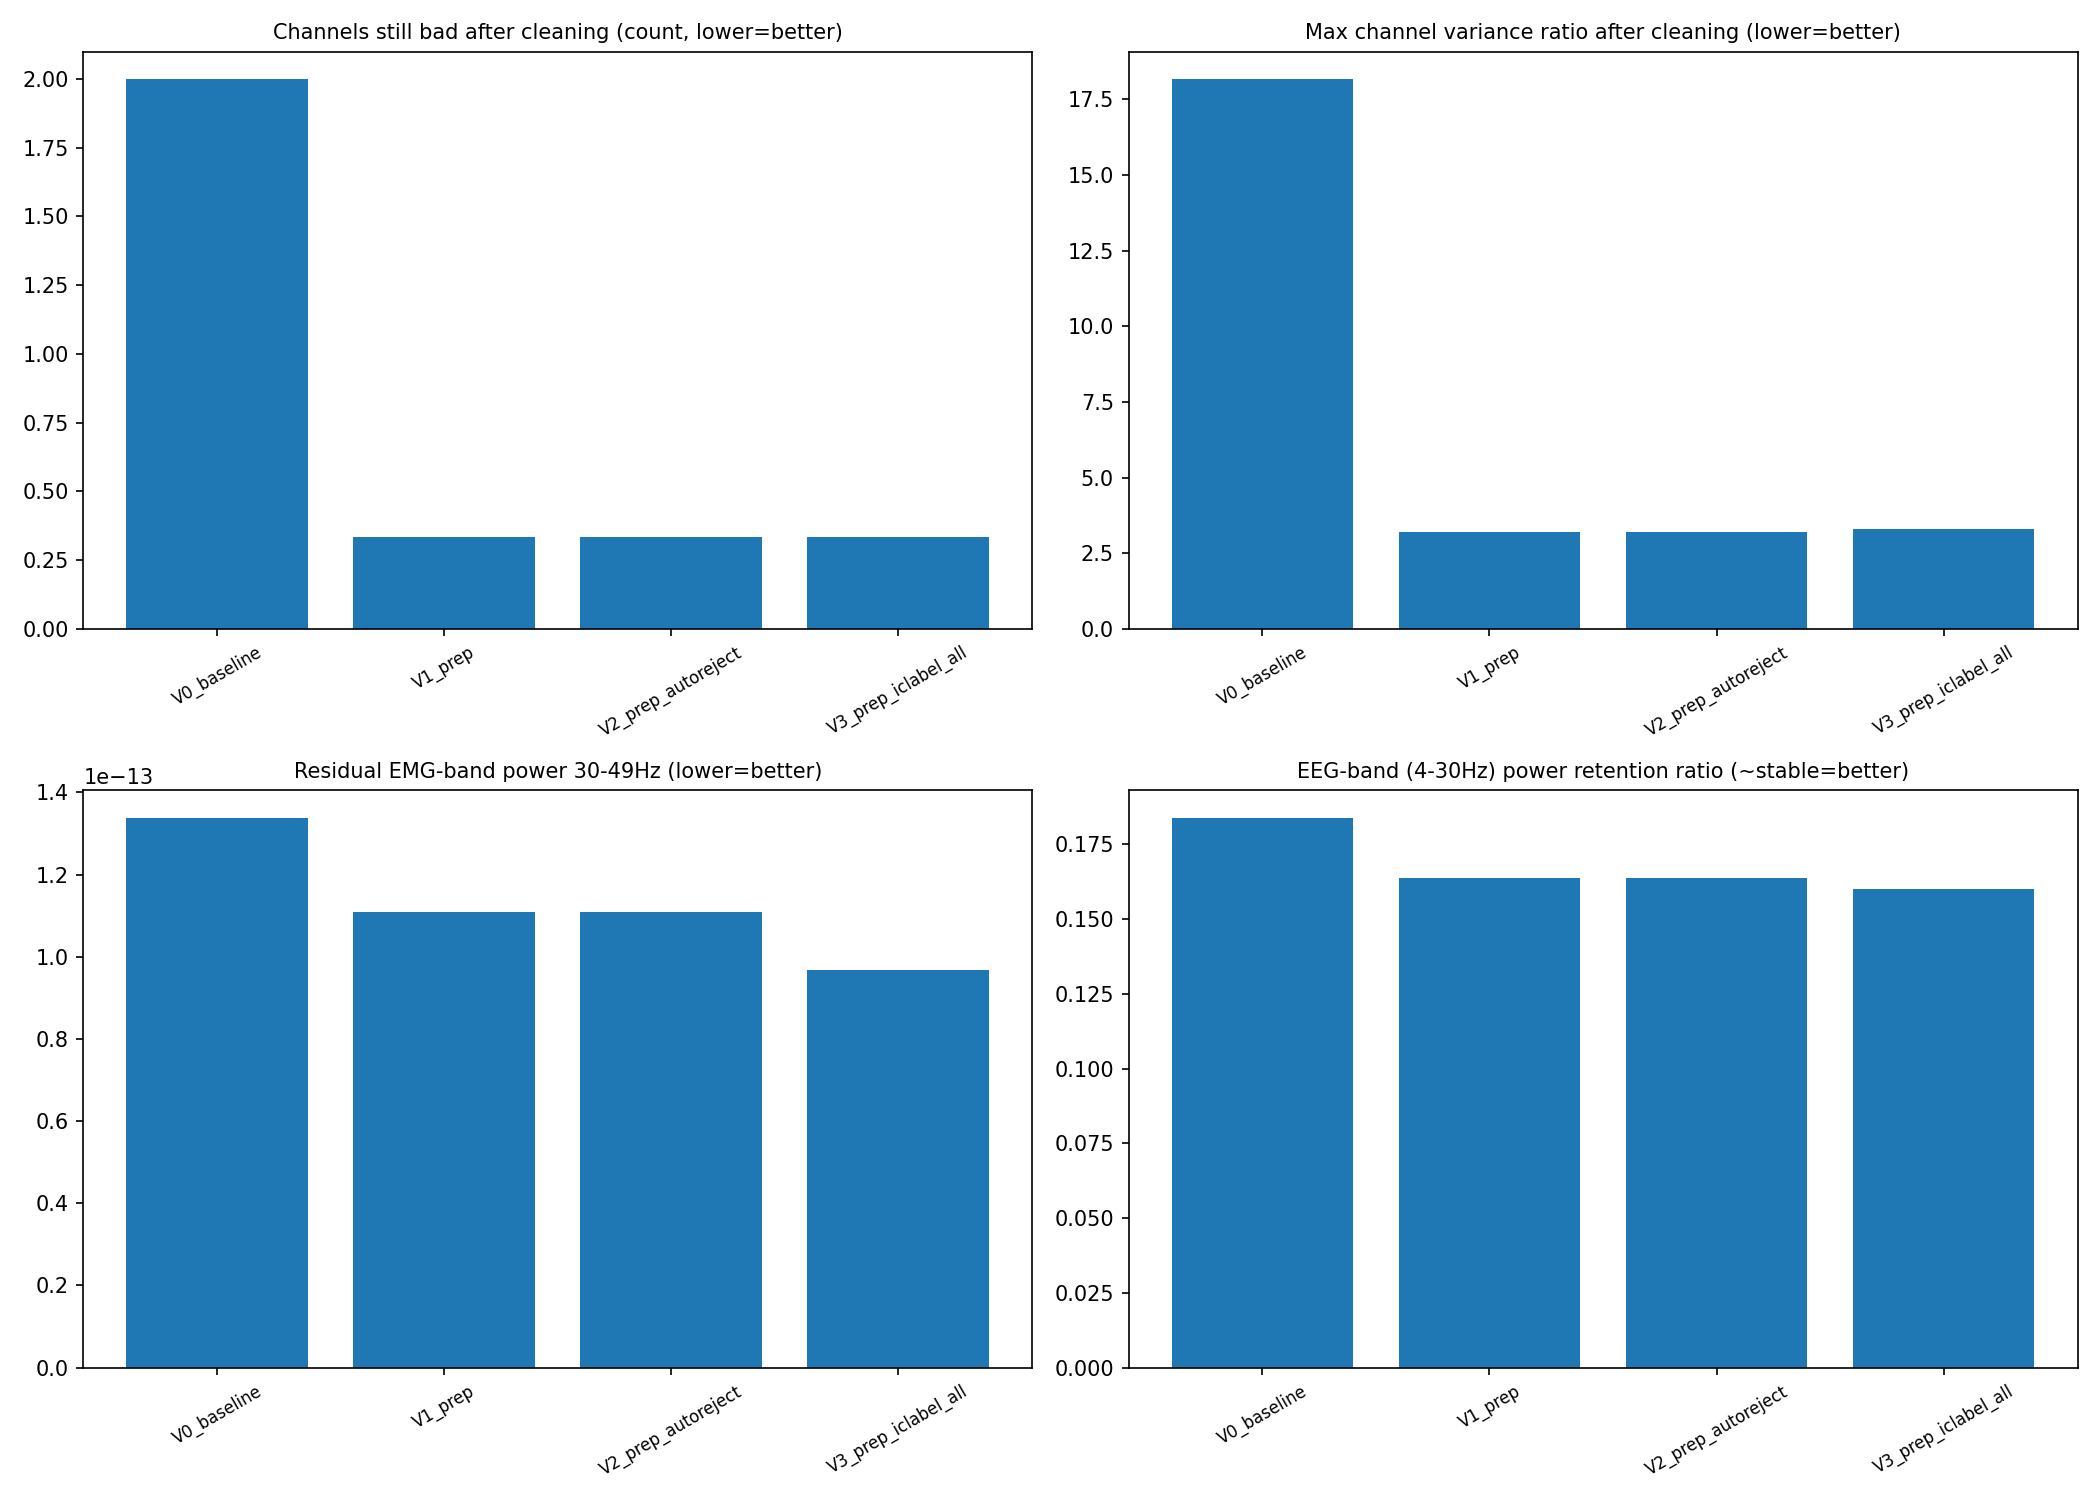 Channels still bad after cleaning (count, lower=better)
2.00
1.75
1.50
1.25
1.00
0.75
0.50
0.25
0.00
V0_baseline
V1_prep
V2_prep_autoreject
V3_prep_iclabel_all
Max channel variance ratio after cleaning (lower=better)
17.5
15.0
12.5
10.0
7.5
5.0
2.5
0.0
V0_baseline
V1_prep
V2_prep_autoreject
V3_prep_iclabel_all
Residual EMG-band power 30-49Hz (lower=better)
1e−13
1.4
1.2
1.0
0.8
0.6
0.4
0.2
0.0
V0_baseline
V1_prep
V2_prep_autoreject
V3_prep_iclabel_all
EEG-band (4-30Hz) power retention ratio (~stable=better)
0.175
0.150
0.125
0.100
0.075
0.050
0.025
0.000
V0_baseline
V1_prep
V2_prep_autoreject
V3_prep_iclabel_all